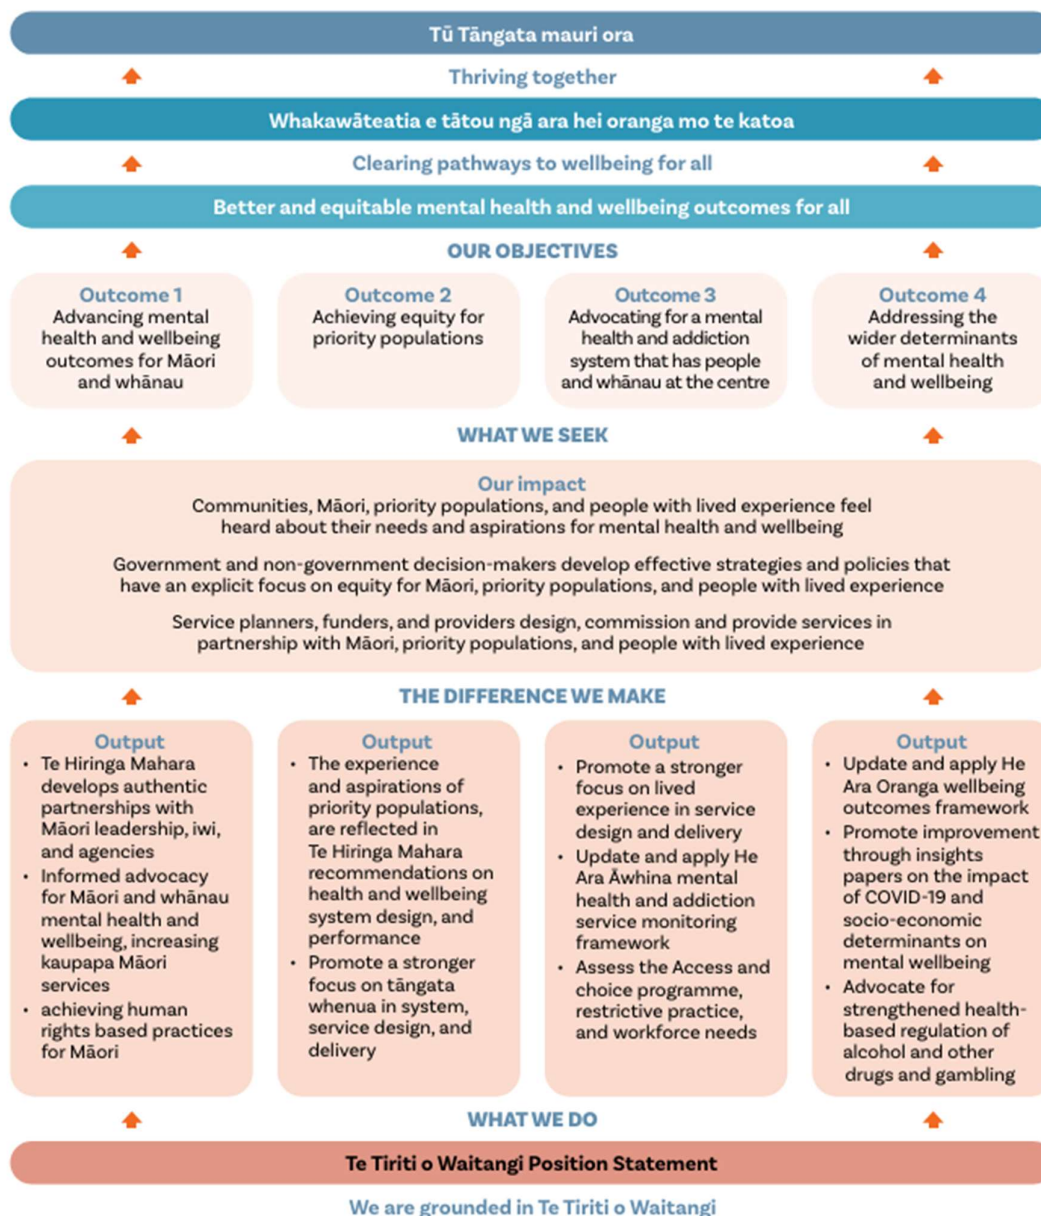 Tū Tāngata mauri ora
Thriving together
Whakawāteatia e tātou ngā ara hei oranga mo te katoa
Clearing pathways to wellbeing for all
Better and equitable mental health and wellbeing outcomes for all
OUR OBJECTIVES
Outcome 1
Advancing mental
health and wellbeing
outcomes for Māori
and whānau
Outcome 2
Achieving equity for
priority populations
Outcome 3
Advocating for a mental
health and addiction
system that has people
and whānau at the centre
Outcome 4
Addressing the
wider determinants
of mental health
and wellbeing
WHAT WE SEEK
Our impact
Communities, Māori, priority populations, and people with lived experience feel
heard about their needs and aspirations for mental health and wellbeing
Government and non-government decision-makers develop effective strategies and policies that
have an explicit focus on equity for Māori, priority populations, and people with lived experience
Service planners, funders, and providers design, commission and provide services in
partnership with Māori, priority populations, and people with lived experience
THE DIFFERENCE WE MAKE
Output
• Te Hiringa Mahara
develops authentic
partnerships with
Māori leadership, iwi,
and agencies
• Informed advocacy
for Māori and whānau
mental health and
wellbeing, increasing
kaupapa Māori
services
• achieving human
rights based practices
for Māori
Output
• The experience
and aspirations of
priority populations,
are reflected in
Te Hiringa Mahara
recommendations on
health and wellbeing
system design, and
performance
• Promote a stronger
focus on tāngata
whenua in system,
service design, and
delivery
Output
• Promote a stronger
focus on lived
experience in service
design and delivery
• Update and apply He
Ara Āwhina mental
health and addiction
service monitoring
framework
• Assess the Access and
choice programme,
restrictive practice,
and workforce needs
Output
• Update and apply He
Ara Oranga wellbeing
outcomes framework
• Promote improvement
through insights
papers on the impact
of COVID-19 and
socio-economic
determinants on
mental wellbeing
• Advocate for
strengthened health-
based regulation of
alcohol and other
drugs and gambling
WHAT WE DO
Te Tiriti o Waitangi Position Statement
We are grounded in Te Tiriti o Waitangi